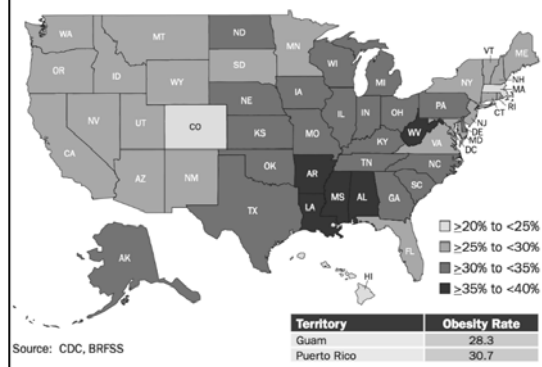 WA
MT
ND
MN
VT
ME
OR
ID
SD
WI
NY
NH
MA
WY
MI
RI
CT
IA
PA
NJ
NE
NV
UT
CO
IL
IN
OH
DE
MD
DC
WV
VA
CA
KS
MO
KY
NC
TN
AZ
NM
OK
AR
SC
MS
AL
GA
LA
TX
FL
AK
HI
≥20% to <25%
≥25% to <30%
≥30% to <35%
≥35% to <40%
Territory Obesity Rate
Guam 28.3
Puerto Rico 30.7
Source: CDC, BRFSS